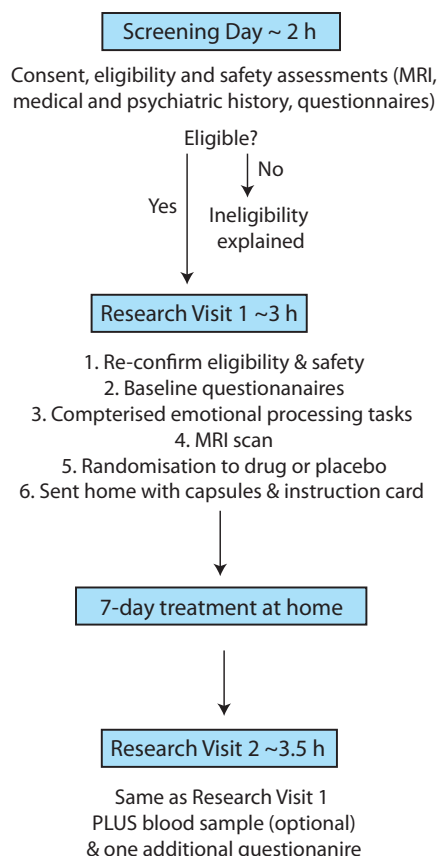 Screening Day ~ 2 h
Consent, eligibility and safety assessments (MRI,
medical and psychiatric history, questionnaires)
Eligible?
No
Yes
Ineligibility
explained
Research Visit 1 ~3 h
1. Re-confirm eligibility & safety
2. Baseline questionanaires
3. Compterised emotional processing tasks
4. MRI scan
5. Randomisation to drug or placebo
6. Sent home with capsules & instruction card
7-day treatment at home
Research Visit 2 ~3.5 h
Same as Research Visit 1
PLUS blood sample (optional)
& one additional questionanire